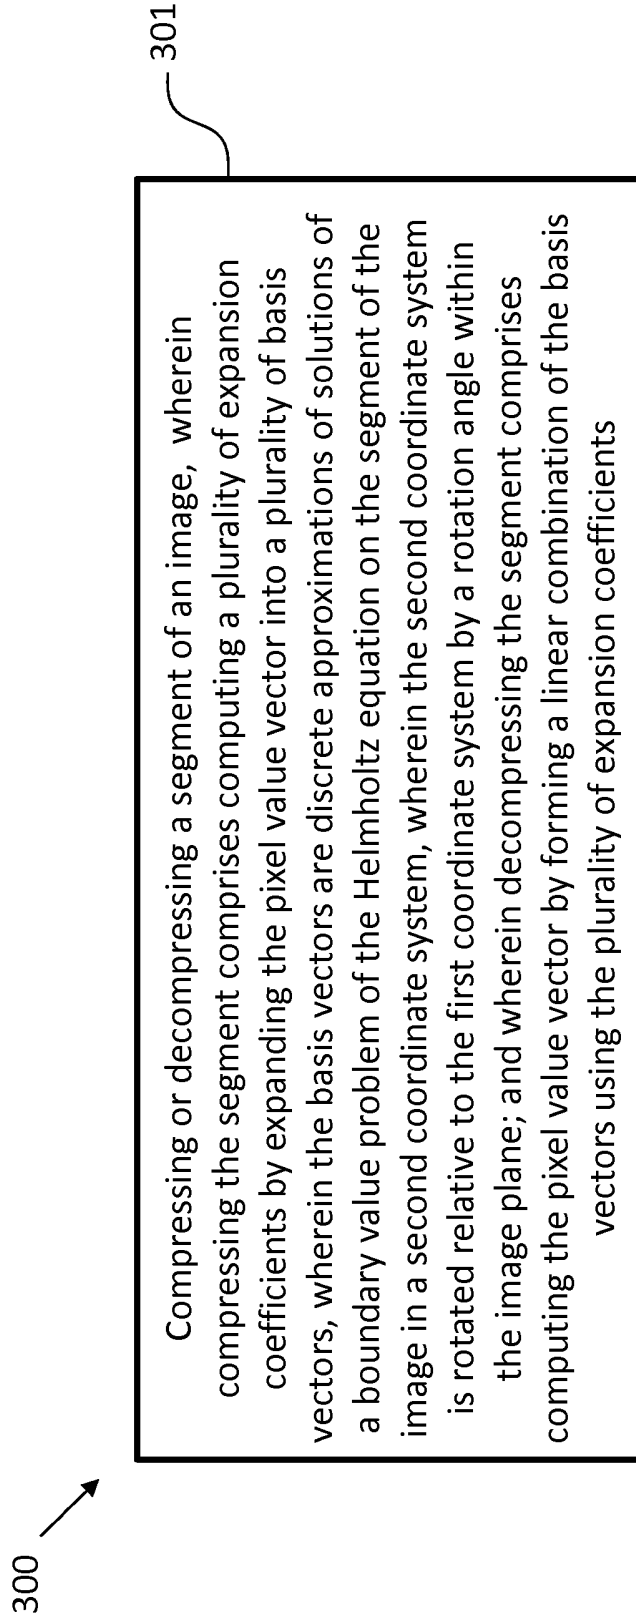 300
301
Compressing or decompressing a segment of an image, wherein
compressing the segment comprises computing a plurality of expansion
coefficients by expanding the pixel value vector into a plurality of basis
vectors, wherein the basis vectors are discrete approximations of solutions of
a boundary value problem of the Helmholtz equation on the segment of the
image in a second coordinate system, wherein the second coordinate system
is rotated relative to the first coordinate system by a rotation angle within
the image plane; and wherein decompressing the segment comprises
computing the pixel value vector by forming a linear combination of the basis
vectors using the plurality of expansion coefficients